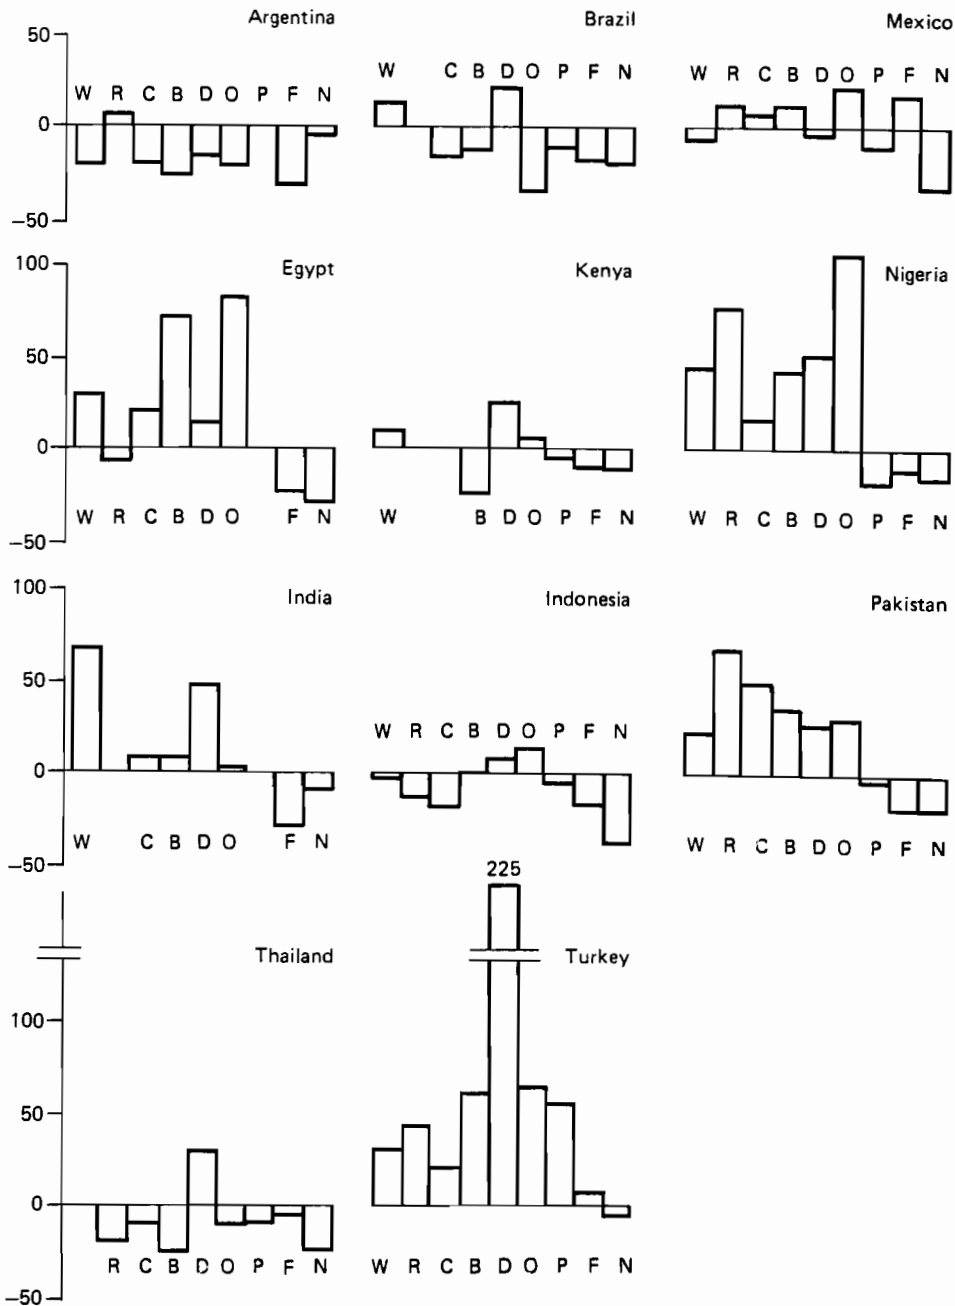 Argentina
Brazil
Mexico
50
W R C B D O P F N
W C B D O P F N
W R C B D O P F N
0
−50
100
Egypt
Kenya
Nigeria
50
0
W R C B D O F N
W B D O P F N
W R C B D O P F N
−50
100
India
Indonesia
Pakistan
50
W R C B D O P F N
0
W C B D O F N
W R C B D O P F N
−50
225
Thailand
Turkey
100
50
0
R C B D O P F N
W R C B D O P F N
−50